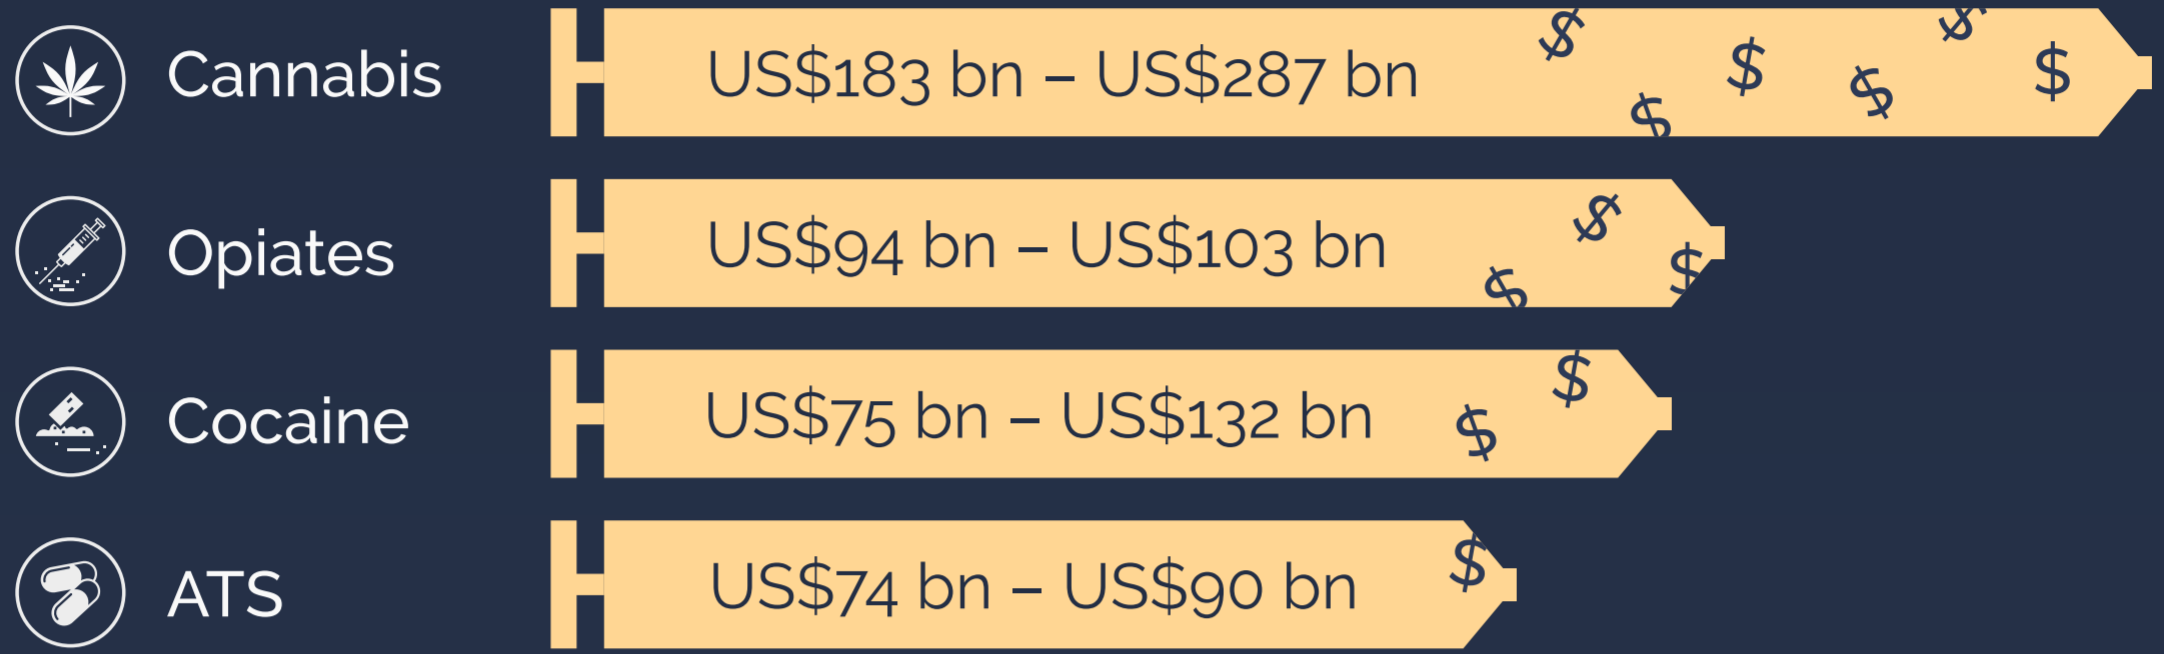 Cannabis US$183 bn – US$287 bn
$ $ $ $ $ $
Opiates US$94 bn – US$103 bn
$ $ $
Cocaine US$75 bn – US$132 bn
$ $
ATS US$74 bn – US$90 bn
$